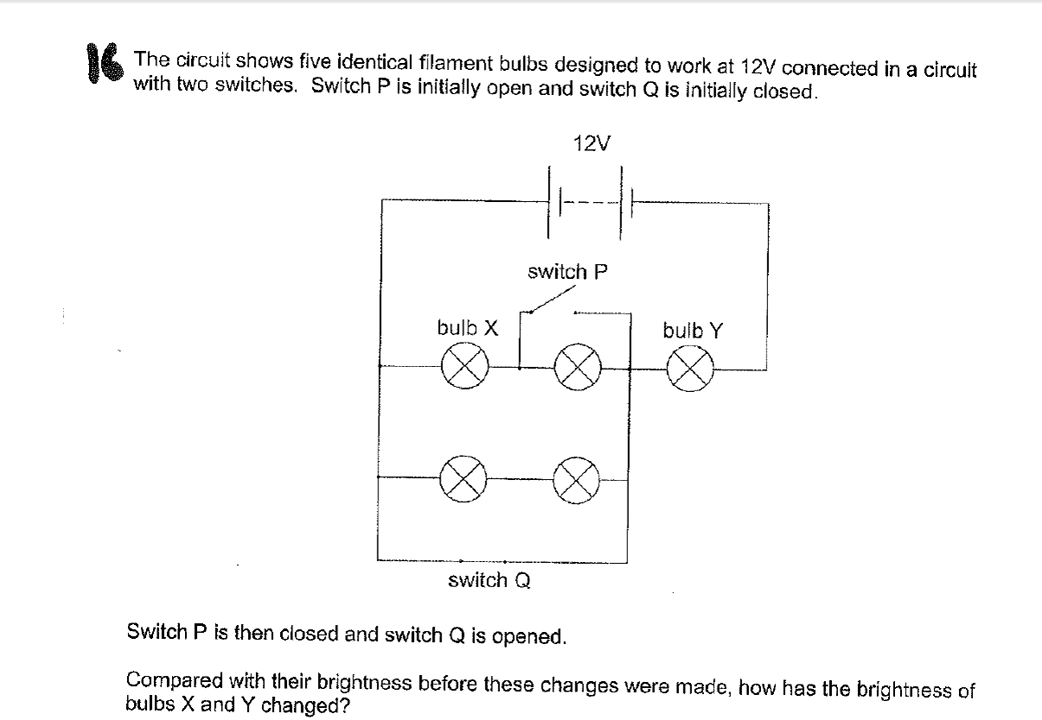 16 The circuit shows five identical filament bulbs designed to work at 12V connected in a circuit
with two switches. Switch P is initially open and switch Q is initially closed.
12V
switch P
bulb X
bulb Y
switch Q
Switch P is then closed and switch Q is opened.
Compared with their brightness before these changes were made, how has the brightness of
bulbs X and Y changed?